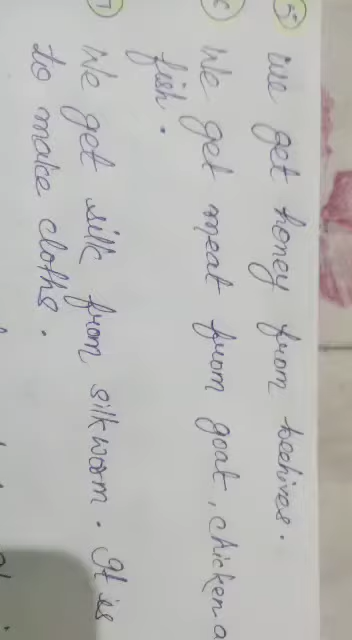 5) We get honey from beehives.
6) We get meat from goat, chicken a
fish.
7) We get silk from silkworm. It is
to make cloths.